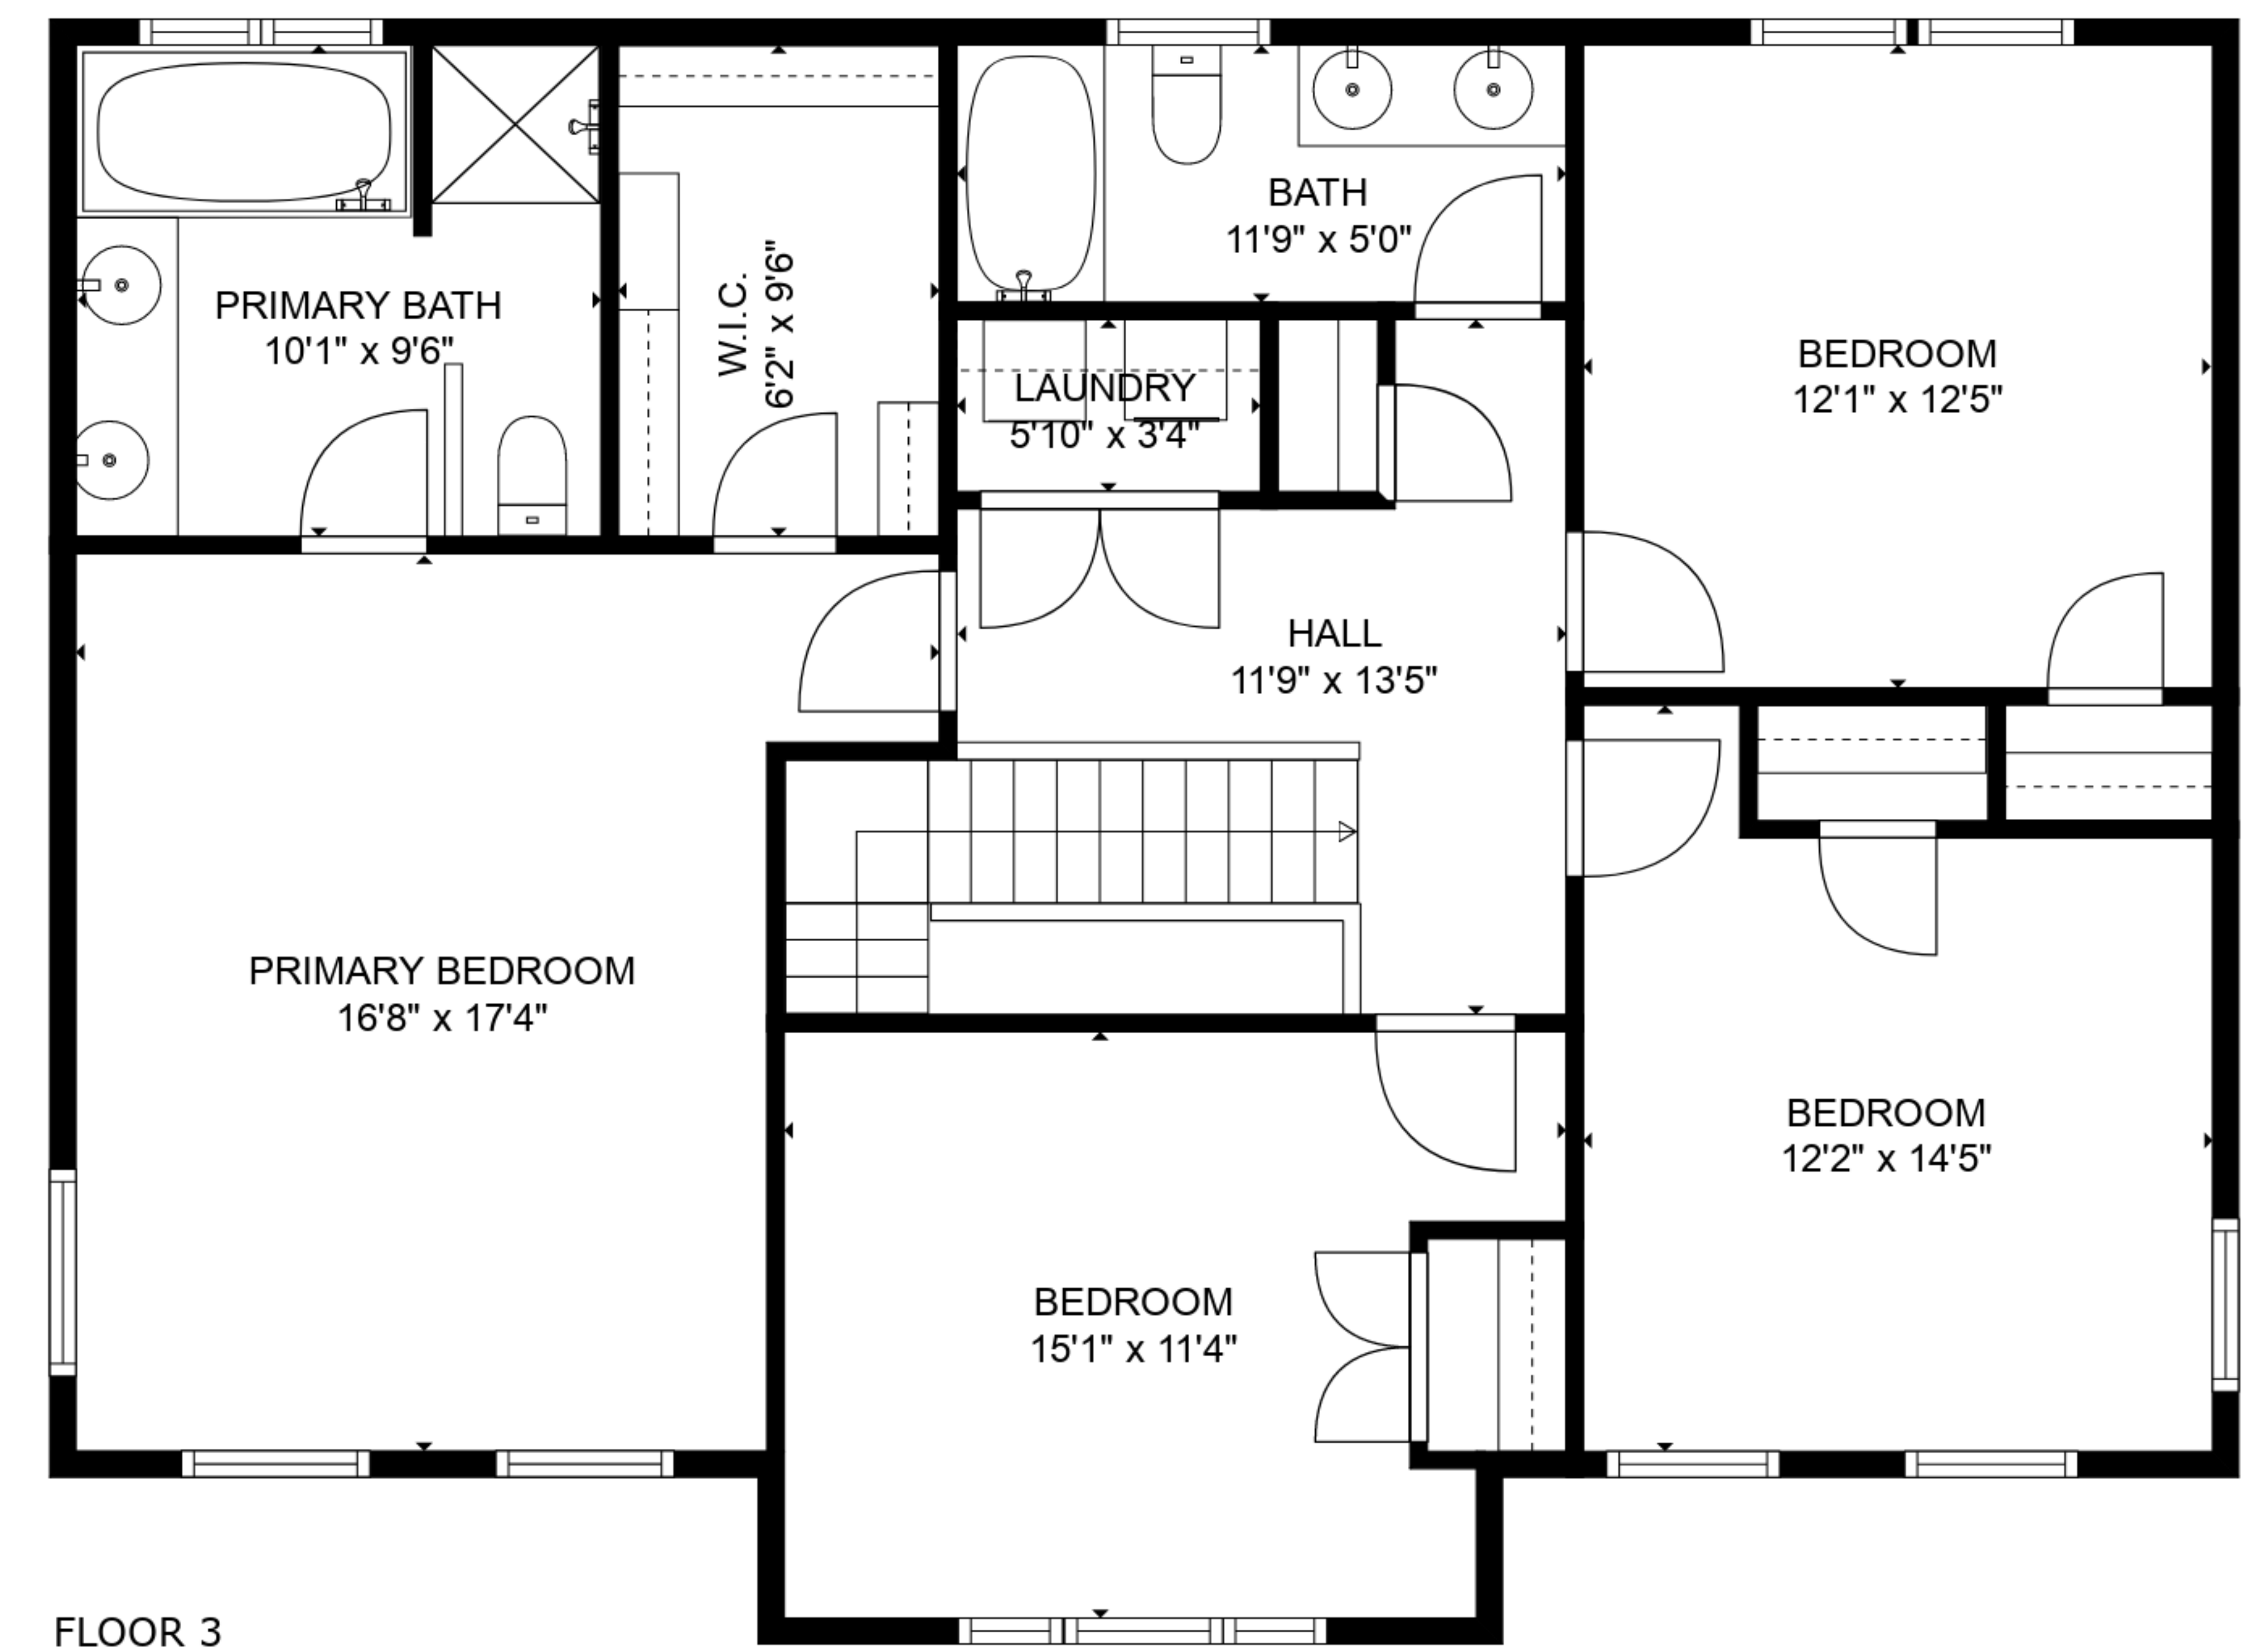 PRIMARY BATH
10'1" x 9'6"
W.I.C.
6'2" x 9'6"
BATH
11'9" x 5'0"
LAUNDRY
5'10" x 3'4"
BEDROOM
12'1" x 12'5"
HALL
11'9" x 13'5"
PRIMARY BEDROOM
16'8" x 17'4"
BEDROOM
12'2" x 14'5"
BEDROOM
15'1" x 11'4"
FLOOR 3